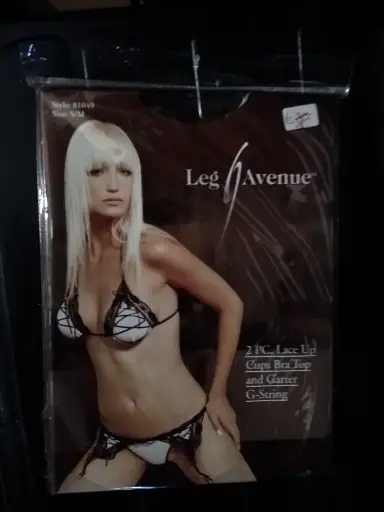 Style: 81049
Size: S/M
Leg Avenue
2 PC. Lace Up
Cups Bra Top
and Garter
G-String